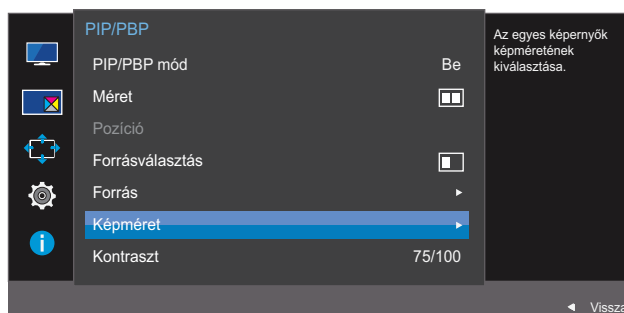 PIP/PBP
PIP/PBP mód Be
Méret
Pozíció
Forrásválasztás
Forrás
Képméret
Kontraszt 75/100
Az egyes képernyők
képméretének
kiválasztása.
Vissza